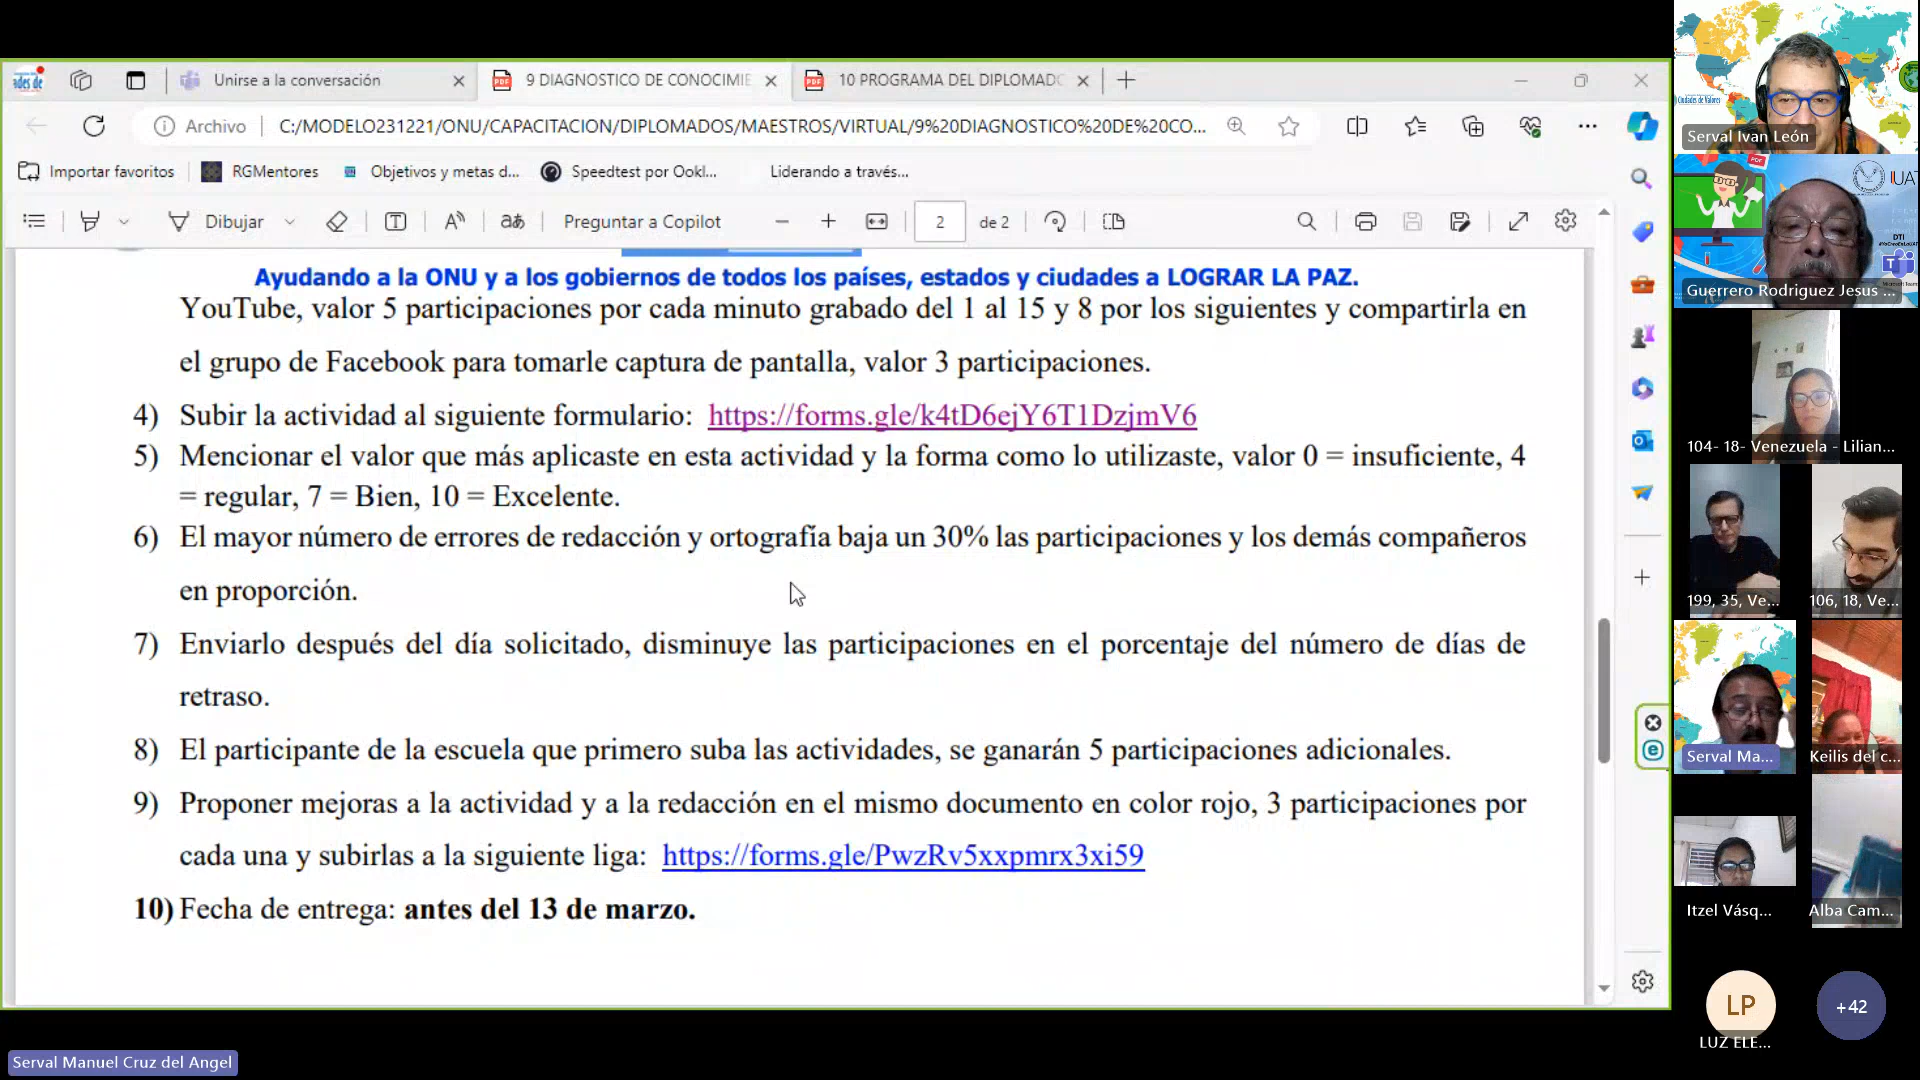 ades de
Unirse a la conversación
9 DIAGNOSTICO DE CONOCIMIE
10 PROGRAMA DEL DIPLOMADO
Archivo
C:/MODELO231221/ONU/CAPACITACION/DIPLOMADOS/MAESTROS/VIRTUAL/9%20DIAGNOSTICO%20DE%20CO...
Importar favoritos
RGMentores
Objetivos y metas d...
Speedtest por Ookl...
Liderando a través...
Dibujar
Preguntar a Copilot
2
de 2
Ayudando a la ONU y a los gobiernos de todos los países, estados y ciudades a LOGRAR LA PAZ.
YouTube, valor 5 participaciones por cada minuto grabado del 1 al 15 y 8 por los siguientes y compartirla en
el grupo de Facebook para tomarle captura de pantalla, valor 3 participaciones.
4) Subir la actividad al siguiente formulario: https://forms.gle/k4tD6ejY6T1DzjmV6
5) Mencionar el valor que más aplicaste en esta actividad y la forma como lo utilizaste, valor 0 = insuficiente, 4
= regular, 7 = Bien, 10 = Excelente.
6) El mayor número de errores de redacción y ortografía baja un 30% las participaciones y los demás compañeros
en proporción.
7) Enviarlo después del día solicitado, disminuye las participaciones en el porcentaje del número de días de
retraso.
8) El participante de la escuela que primero suba las actividades, se ganarán 5 participaciones adicionales.
9) Proponer mejoras a la actividad y a la redacción en el mismo documento en color rojo, 3 participaciones por
cada una y subirlas a la siguiente liga: https://forms.gle/PwzRv5xxpmrx3xi59
10) Fecha de entrega: antes del 13 de marzo.
Serval Manuel Cruz del Angel
Ciudades de Valores
Serval Ivan León
PDF
UAT
DTI
Guerrero Rodriguez Jesus ...
104- 18- Venezuela - Lilian...
199, 35, Ve...
106, 18, Ve...
Serval Ma...
Keilis del c...
Itzel Vásq...
Alba Cam...
LP
+42
LUZ ELE...